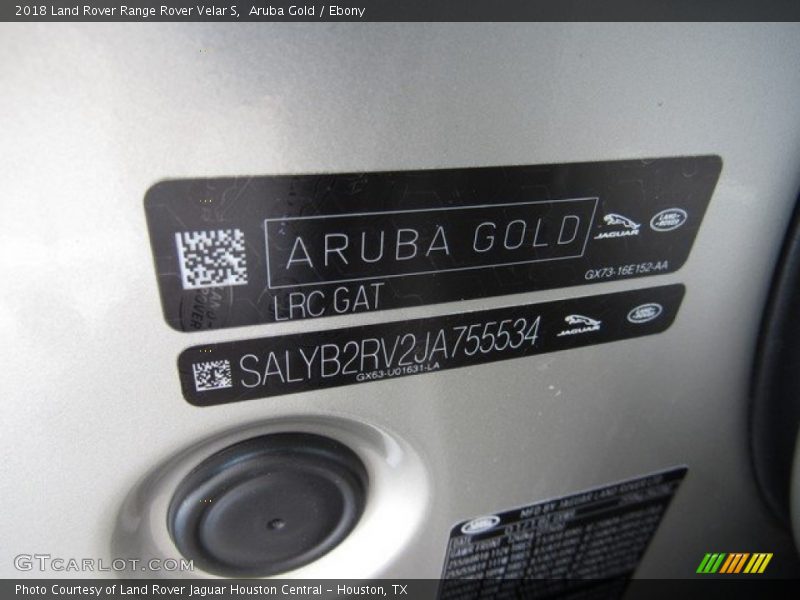 2018 Land Rover Range Rover Velar S,  Aruba Gold / Ebony
ARUBA GOLD
JAGUAR
LAND-ROVER
GX73-16E152-AA
LRC GAT
SALYB2RV2JA755534
JAGUAR
LAND-ROVER
GX63-U01631-LA
MFD BY JAGUAR LAND ROVER
GTCARLOT.COM
Photo Courtesy of Land Rover Jaguar Houston Central - Houston, TX